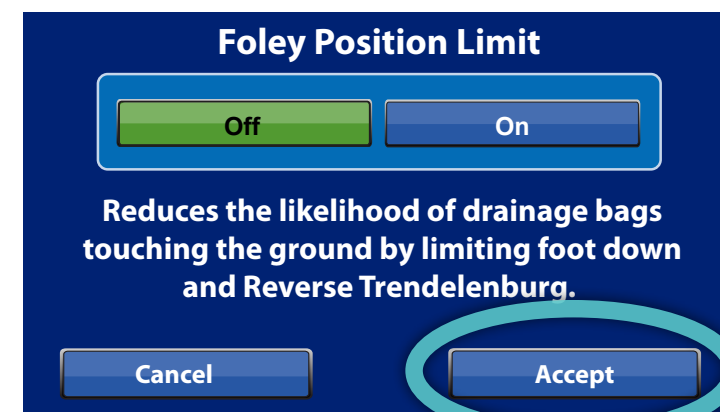 Foley Position Limit
Off On
Reduces the likelihood of drainage bags
touching the ground by limiting foot down
and Reverse Trendelenburg.
Cancel Accept